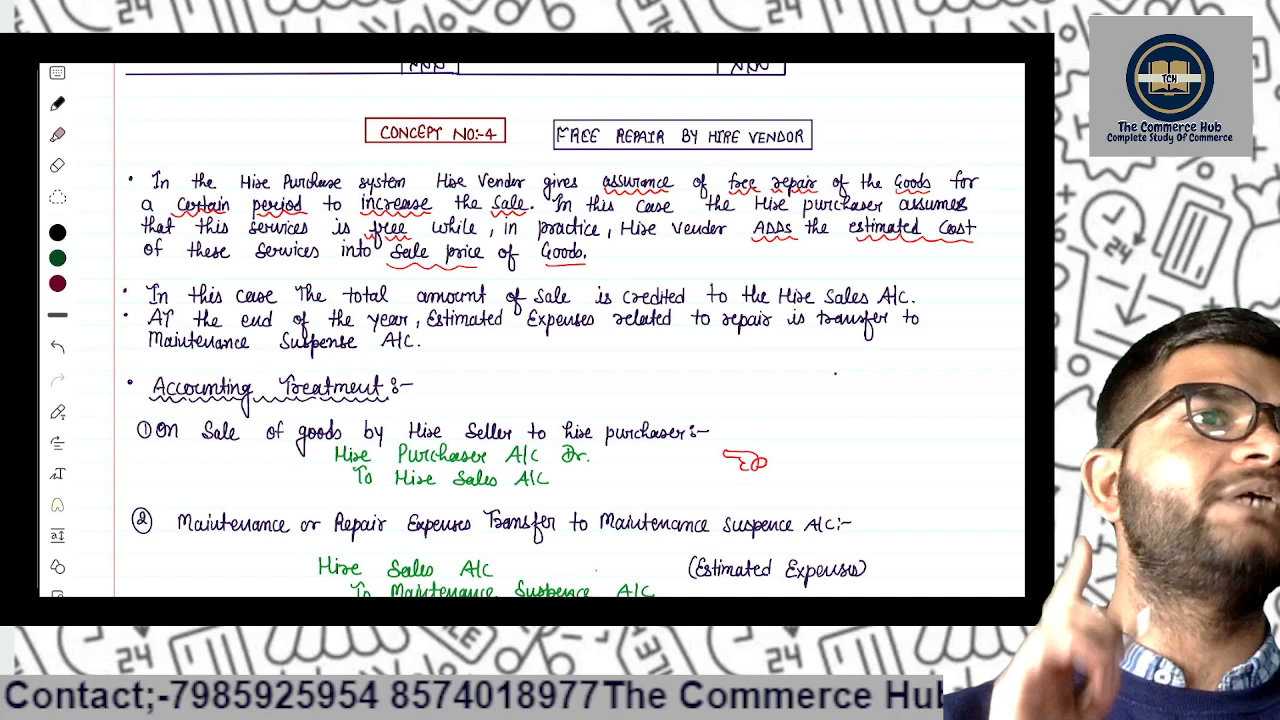 CONCEPT NO:-4
FREE REPAIR BY HIRE VENDOR
• In the Hire Purchase system Hire Vender gives assurance of free repair of the Goods for
a Certain period to increase the Sale. In this case the Hire purchaser assumes
that this services is free while, in practice, Hire Vender ADDs the estimated Cost
of these Services into Sale price of Goods.
• In this case The total amount of Sale is credited to the Hire Sales A/C.
• AT the end of the year, Estimated Expenses related to repair is transfer to
Maintenance Suspense A/C.
• Accounting Treatment:-
① On Sale of goods by Hire Seller to hire purchaser:-
Hire Purchaser A/C Dr.
To Hire Sales A/C
② Maintenance or Repair Expenses Transfer to Maintenance Suspence A/C:-
Hire Sales A/C (Estimated Expenses)
To Maintenance Suspence A/C
TCH
The Commerce Hub
Complete Study Of Commerce
Contact;-7985925954 8574018977The Commerce Hub